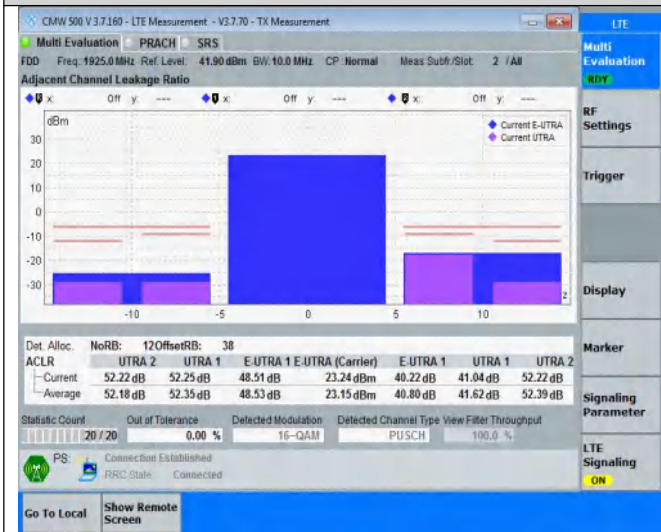 CMW 500 V 3.7.160 - LTE Measurement - V3.7.70 - TX Measurement
LTE
Multi Evaluation PRACH SRS
Multi Evaluation
RDY
FDD Freq.: 1925.0 MHz Ref. Level: 41.90 dBm BW: 10.0 MHz CP: Normal Meas Subfr./Slot: 2 / All
Adjacent Channel Leakage Ratio
x: Off y: --- x: Off y: --- x: Off y: ---
dBm
Current E-UTRA
Current UTRA
30
20
10
0
-10
-20
-30
-10 -5 0 5 10
RF Settings
Trigger
Display
Marker
Signaling Parameter
LTE Signaling
ON
Det. Alloc. NoRB: 12 OffsetRB: 38
ACLR UTRA 2 UTRA 1 E-UTRA 1 E-UTRA (Carrier) E-UTRA 1 UTRA 1 UTRA 2
Current 52.22 dB 52.25 dB 48.51 dB 23.24 dBm 40.22 dB 41.04 dB 52.22 dB
Average 52.18 dB 52.35 dB 48.53 dB 23.15 dBm 40.80 dB 41.62 dB 52.39 dB
Statistic Count Out of Tolerance Detected Modulation Detected Channel Type View Filter Throughput
20 / 20 0.00 % 16-QAM PUSCH 100.0 %
PS: Connection Established
RRC State Connected
Go To Local
Show Remote Screen